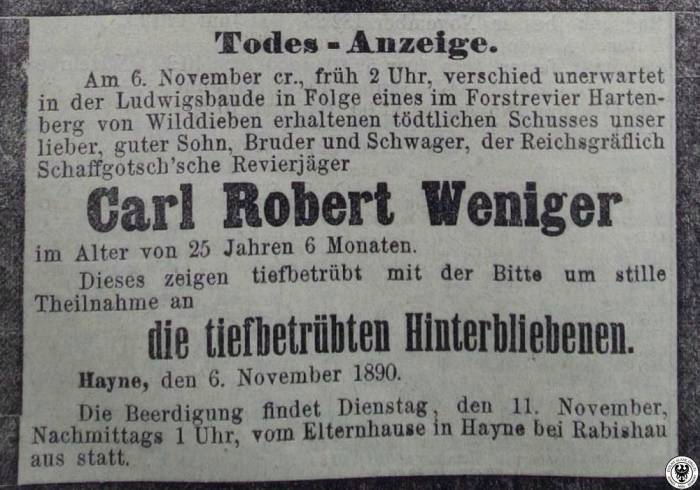 Todes-Anzeige.
Am 6. November cr., früh 2 Uhr, verschied unerwartet
in der Ludwigsbaude in Folge eines im Forstrevier Harten-
berg von Wilddieben erhaltenen tödtlichen Schusses unser
lieber, guter Sohn, Bruder und Schwager, der Reichsgräflich
Schaffgotsch'sche Revierjäger
Carl Robert Weniger
im Alter von 25 Jahren 6 Monaten.
Dieses zeigen tiefbetrübt mit der Bitte um stille
Theilnahme an
die tiefbetrübten Hinterbliebenen.
Hayne, den 6. November 1890.
Die Beerdigung findet Dienstag, den 11. November,
Nachmittags 1 Uhr, vom Elternhause in Hayne bei Rabishau
aus statt.